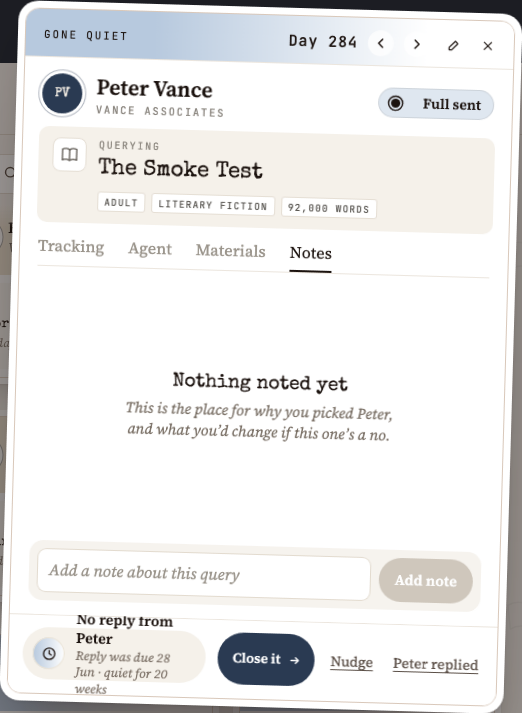 GONE QUIET
Day 284
PV
Peter Vance
VANCE ASSOCIATES
Full sent
QUERYING
The Smoke Test
ADULT
LITERARY FICTION
92,000 WORDS
Tracking
Agent
Materials
Notes
Nothing noted yet
This is the place for why you picked Peter,
and what you’d change if this one’s a no.
Add a note about this query
Add note
No reply from
Peter
Reply was due 28
Jun · quiet for 20
weeks
Close it →
Nudge
Peter replied